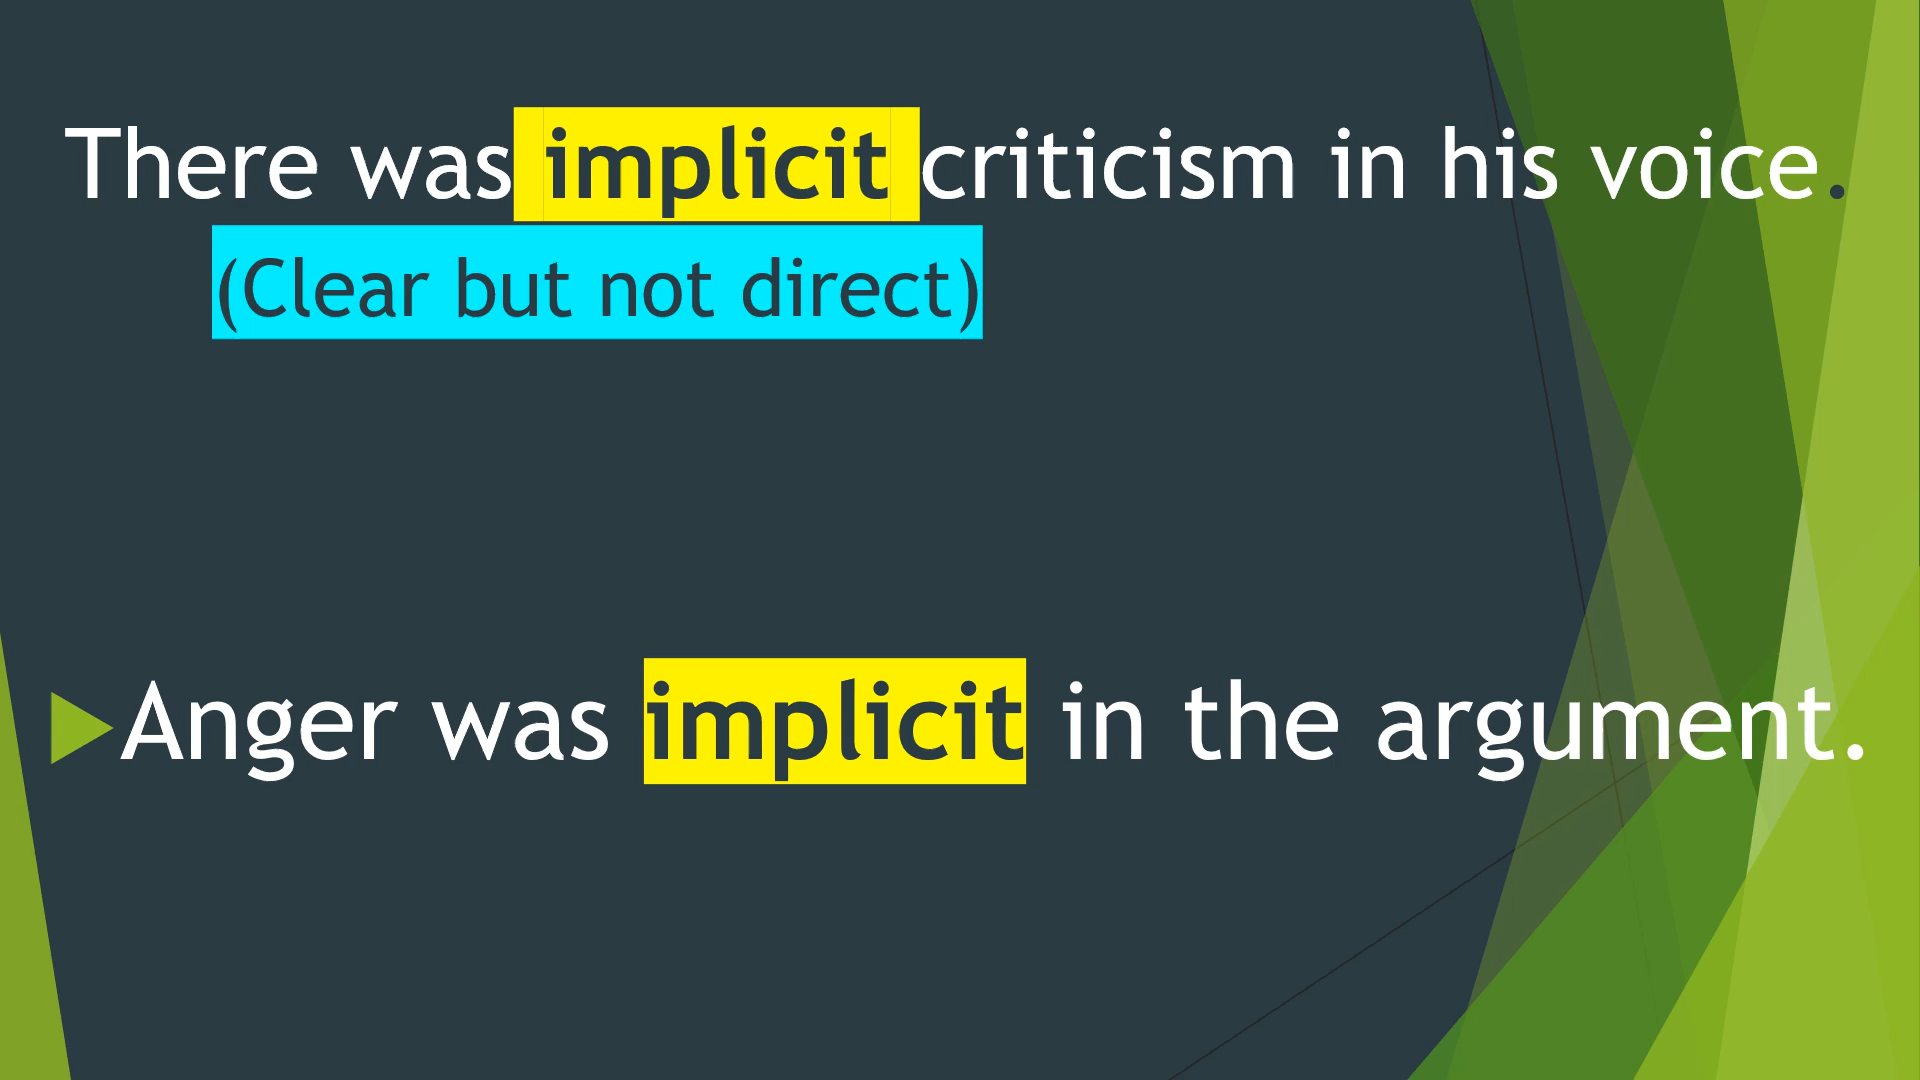 There was implicit criticism in his voice.
(Clear but not direct)
Anger was implicit in the argument.